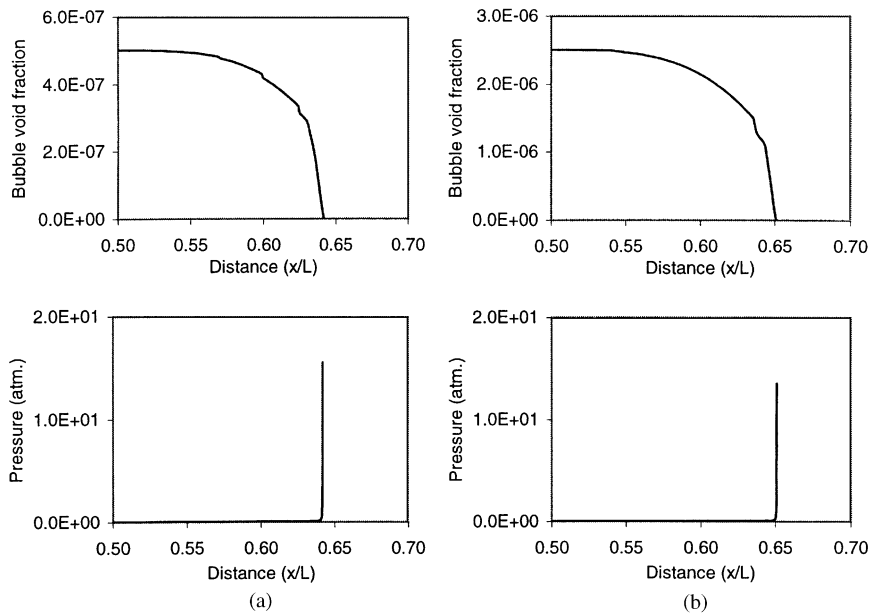 Bubble void fraction
6.0E-07
4.0E-07
2.0E-07
0.0E+00
0.50 0.55 0.60 0.65 0.70
Distance (x/L)
Bubble void fraction
3.0E-06
2.0E-06
1.0E-06
0.0E+00
0.50 0.55 0.60 0.65 0.70
Distance (x/L)
Pressure (atm.)
2.0E+01
1.0E+01
0.0E+00
0.50 0.55 0.60 0.65 0.70
Distance (x/L)
(a)
Pressure (atm.)
2.0E+01
1.0E+01
0.0E+00
0.50 0.55 0.60 0.65 0.70
Distance (x/L)
(b)